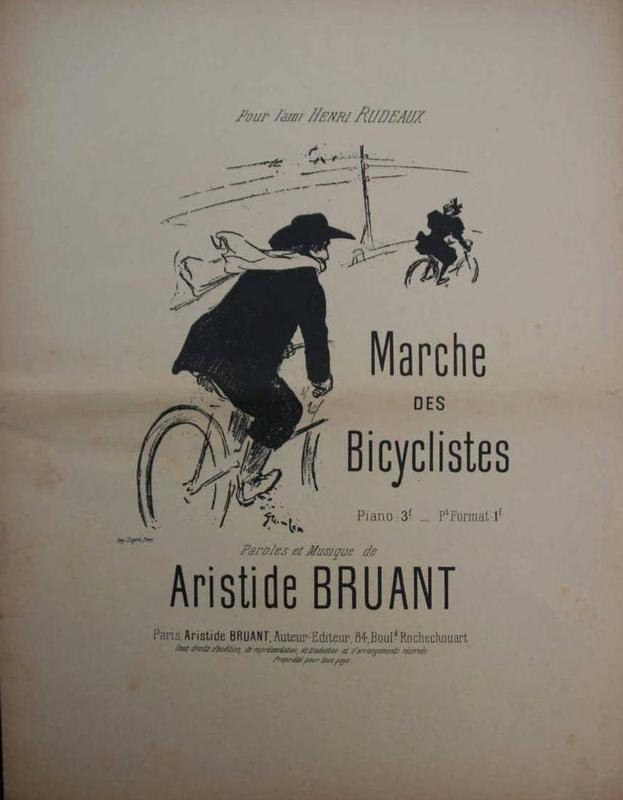 Pour l'ami HENRI RUDEAUX
Marche
DES
Bicyclistes
Piano: 3f _ Pt Format: 1f
Steinlen
Paroles et Musique de
Aristide BRUANT
Paris, Aristide BRUANT, Auteur-Editeur, 84, Bould Rochechouart
Tous droits d'édition, de représentation, de traduction et d'arrangements réservés.
Propriété pour tous pays